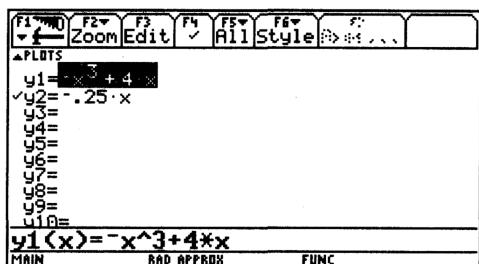 F1 F2 Zoom F3 Edit F4 ✓ F5 All F6 Style F7
PLOTS
y1=-x^3+4·x
✓y2=-.25·x
y3=
y4=
y5=
y6=
y7=
y8=
y9=
y10=
y1(x)=-x^3+4*x
MAIN RAD APPROX FUNC